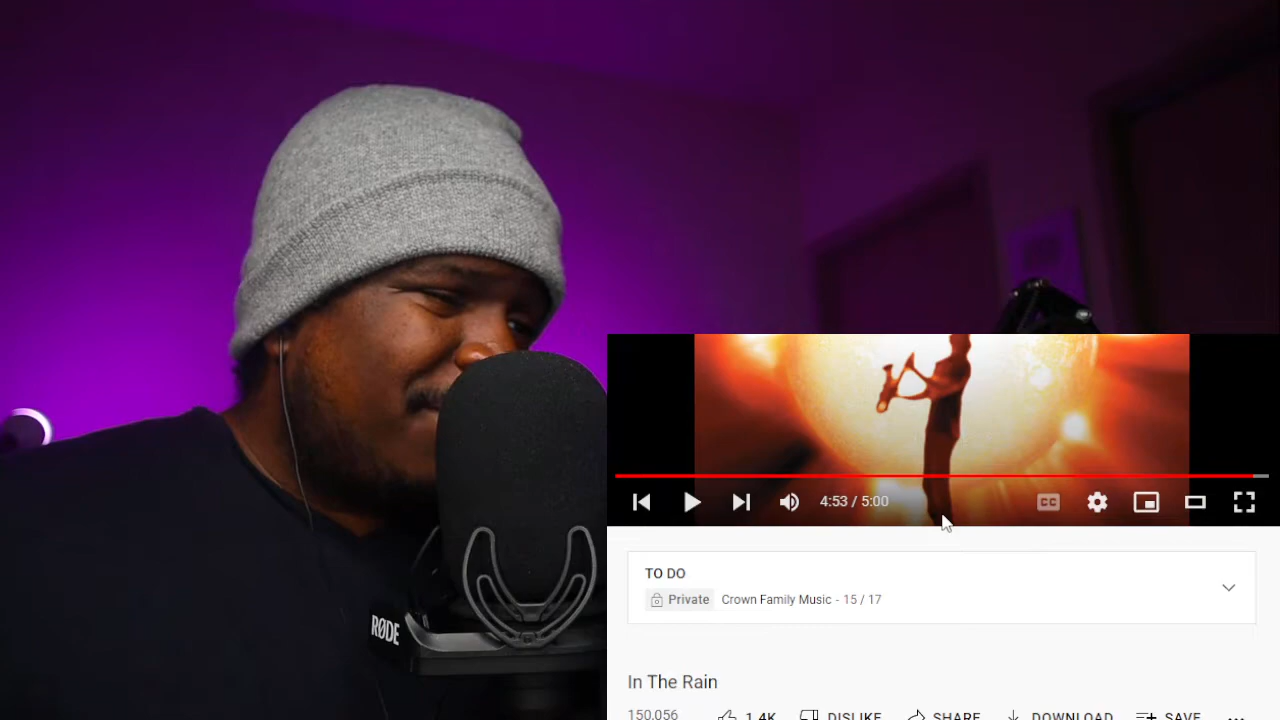 4:53 / 5:00
CC
TO DO
Private Crown Family Music - 15 / 17
RØDE
In The Rain
150,056 1.4K DISLIKE SHARE DOWNLOAD SAVE